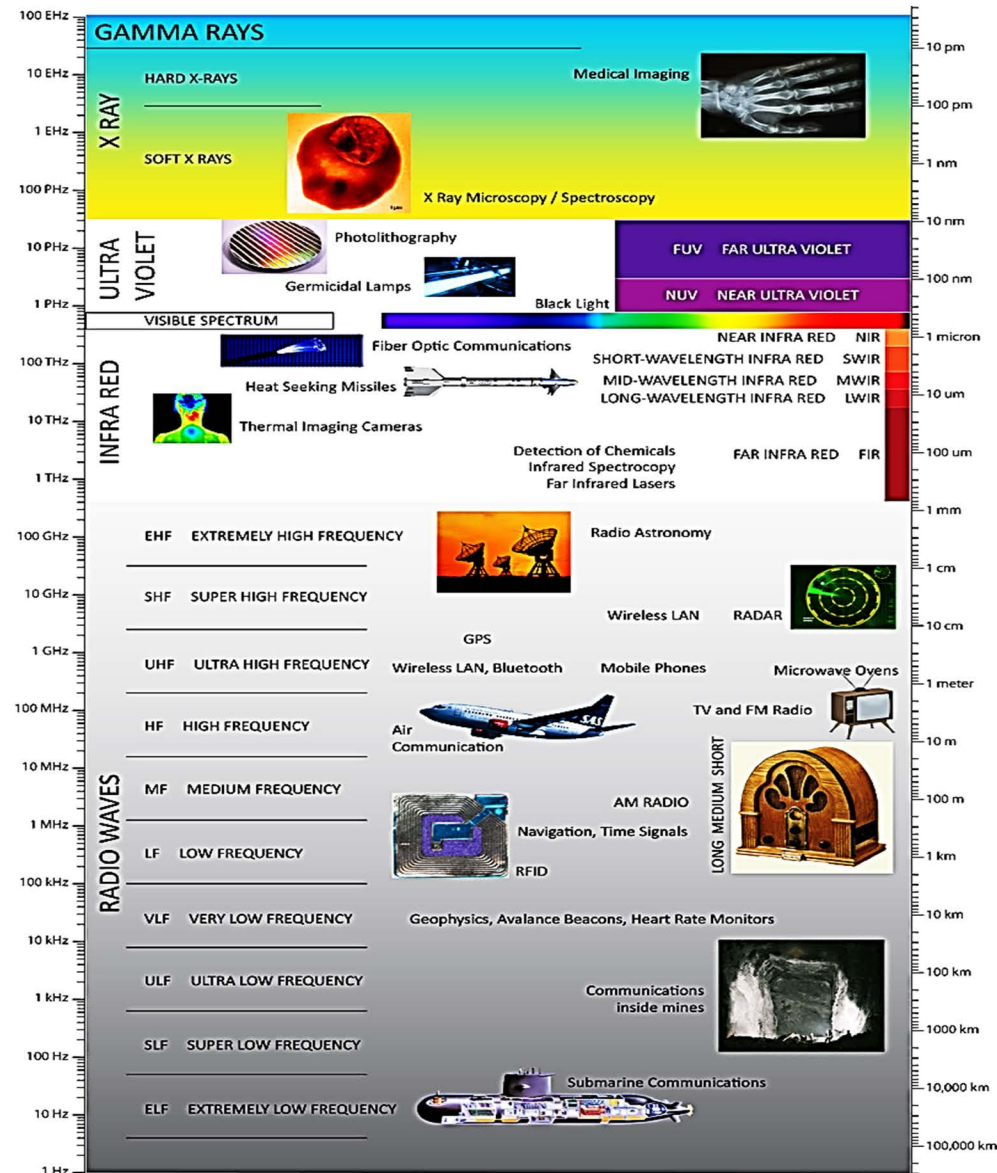 100 EHz
GAMMA RAYS
10 pm
10 EHz
HARD X-RAYS
Medical Imaging
100 pm
X RAY
1 EHz
SOFT X RAYS
1 nm
100 PHz
X Ray Microscopy / Spectroscopy
10 nm
ULTRA
VIOLET
10 PHz
Photolithography
FUV FAR ULTRA VIOLET
Germicidal Lamps
100 nm
1 PHz
Black Light
NUV NEAR ULTRA VIOLET
VISIBLE SPECTRUM
1 micron
INFRA RED
100 THz
Fiber Optic Communications
NEAR INFRA RED NIR
SHORT-WAVELENGTH INFRA RED SWIR
Heat Seeking Missiles
MID-WAVELENGTH INFRA RED MWIR
10 um
LONG-WAVELENGTH INFRA RED LWIR
10 THz
Thermal Imaging Cameras
Detection of Chemicals
Infrared Spectrocopy
Far Infrared Lasers
FAR INFRA RED FIR
100 um
1 THz
1 mm
RADIO WAVES
100 GHz
EHF EXTREMELY HIGH FREQUENCY
Radio Astronomy
1 cm
10 GHz
SHF SUPER HIGH FREQUENCY
Wireless LAN
RADAR
10 cm
GPS
1 GHz
UHF ULTRA HIGH FREQUENCY
Wireless LAN, Bluetooth
Mobile Phones
Microwave Ovens
1 meter
100 MHz
HF HIGH FREQUENCY
Air
Communication
SAS
TV and FM Radio
10 m
10 MHz
MF MEDIUM FREQUENCY
AM RADIO
LONG MEDIUM SHORT
100 m
1 MHz
Navigation, Time Signals
LF LOW FREQUENCY
RFID
1 km
100 kHz
VLF VERY LOW FREQUENCY
Geophysics, Avalance Beacons, Heart Rate Monitors
10 km
10 kHz
ULF ULTRA LOW FREQUENCY
Communications
inside mines
100 km
1 kHz
1000 km
SLF SUPER LOW FREQUENCY
100 Hz
Submarine Communications
10,000 km
10 Hz
ELF EXTREMELY LOW FREQUENCY
100,000 km
1 Hz